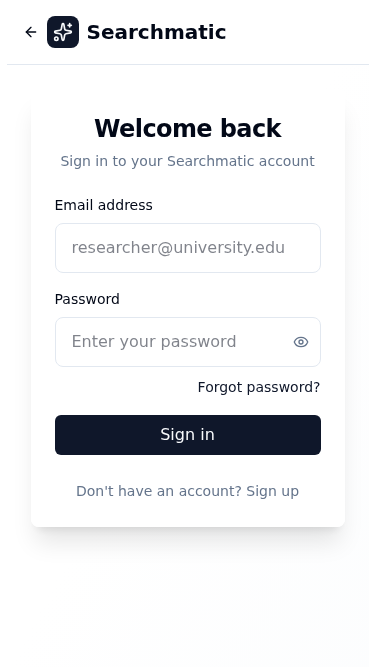 Searchmatic
Welcome back
Sign in to your Searchmatic account
Email address
researcher@university.edu
Password
Enter your password
Forgot password?
Sign in
Don't have an account? Sign up